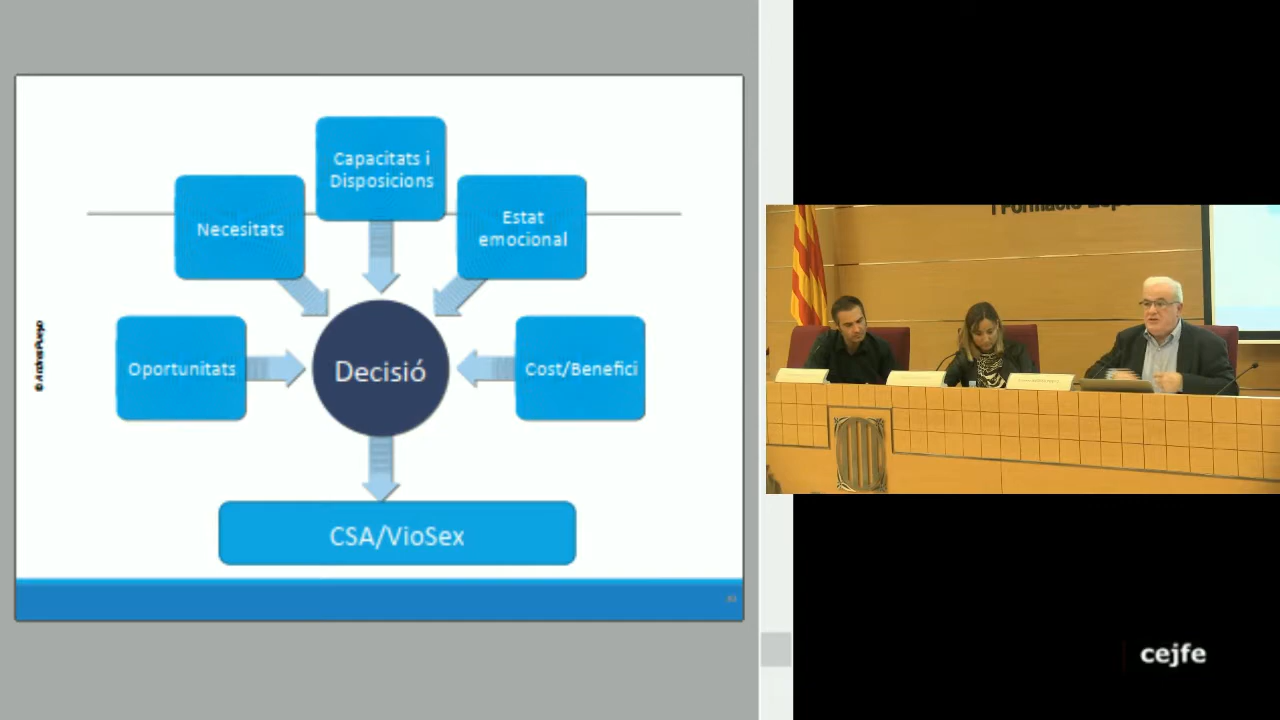 Capacitats i
Disposicions
Necesitats
Estat
emocional
Oportunitats
Decisió
Cost/Benefici
CSA/VioSex
cejfe